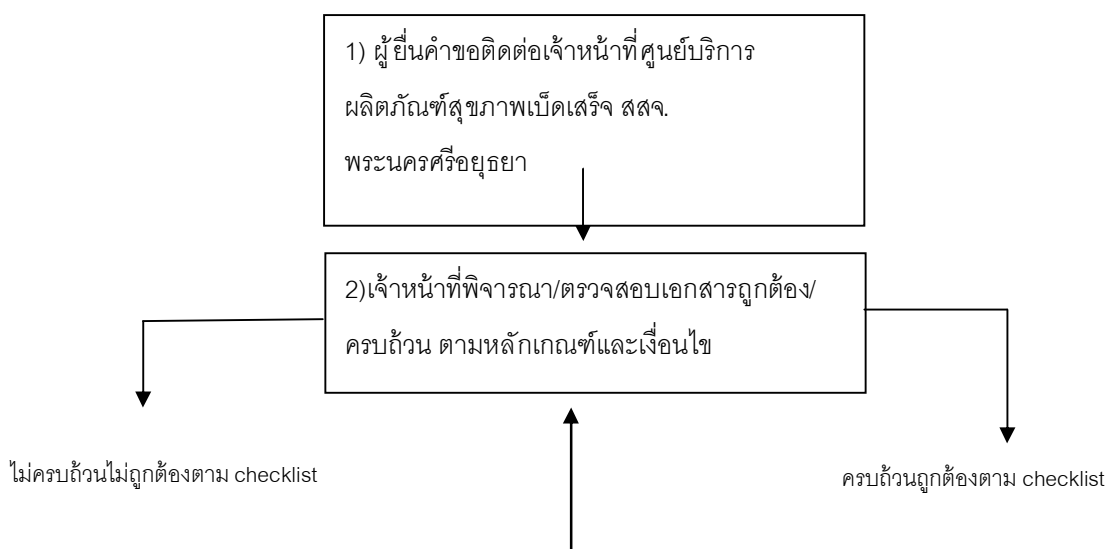 1) ผู้ยื่นคำขอติดต่อเจ้าหน้าที่ศูนย์บริการ
ผลิตภัณฑ์สุขภาพเบ็ดเสร็จ สสจ.
พระนครศรีอยุธยา
2)เจ้าหน้าที่พิจารณา/ตรวจสอบเอกสารถูกต้อง/
ครบถ้วน ตามหลักเกณฑ์และเงื่อนไข
ไม่ครบถ้วนไม่ถูกต้องตาม checklist
ครบถ้วนถูกต้องตาม checklist